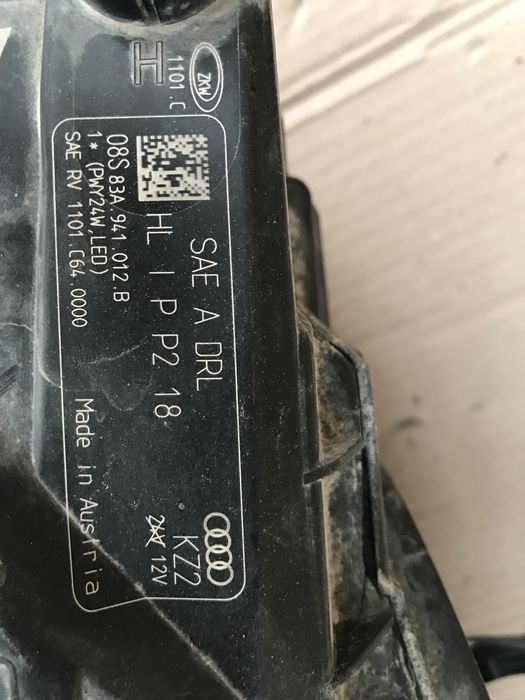 ZKW
1101.C
H
SAE A DRL
HL I P P2 18
08S 83A.941.012.B
1* (PWY24W,LED)
SAE RV 1101.C64.0000
KZ2
24V 12V
Made in Austria